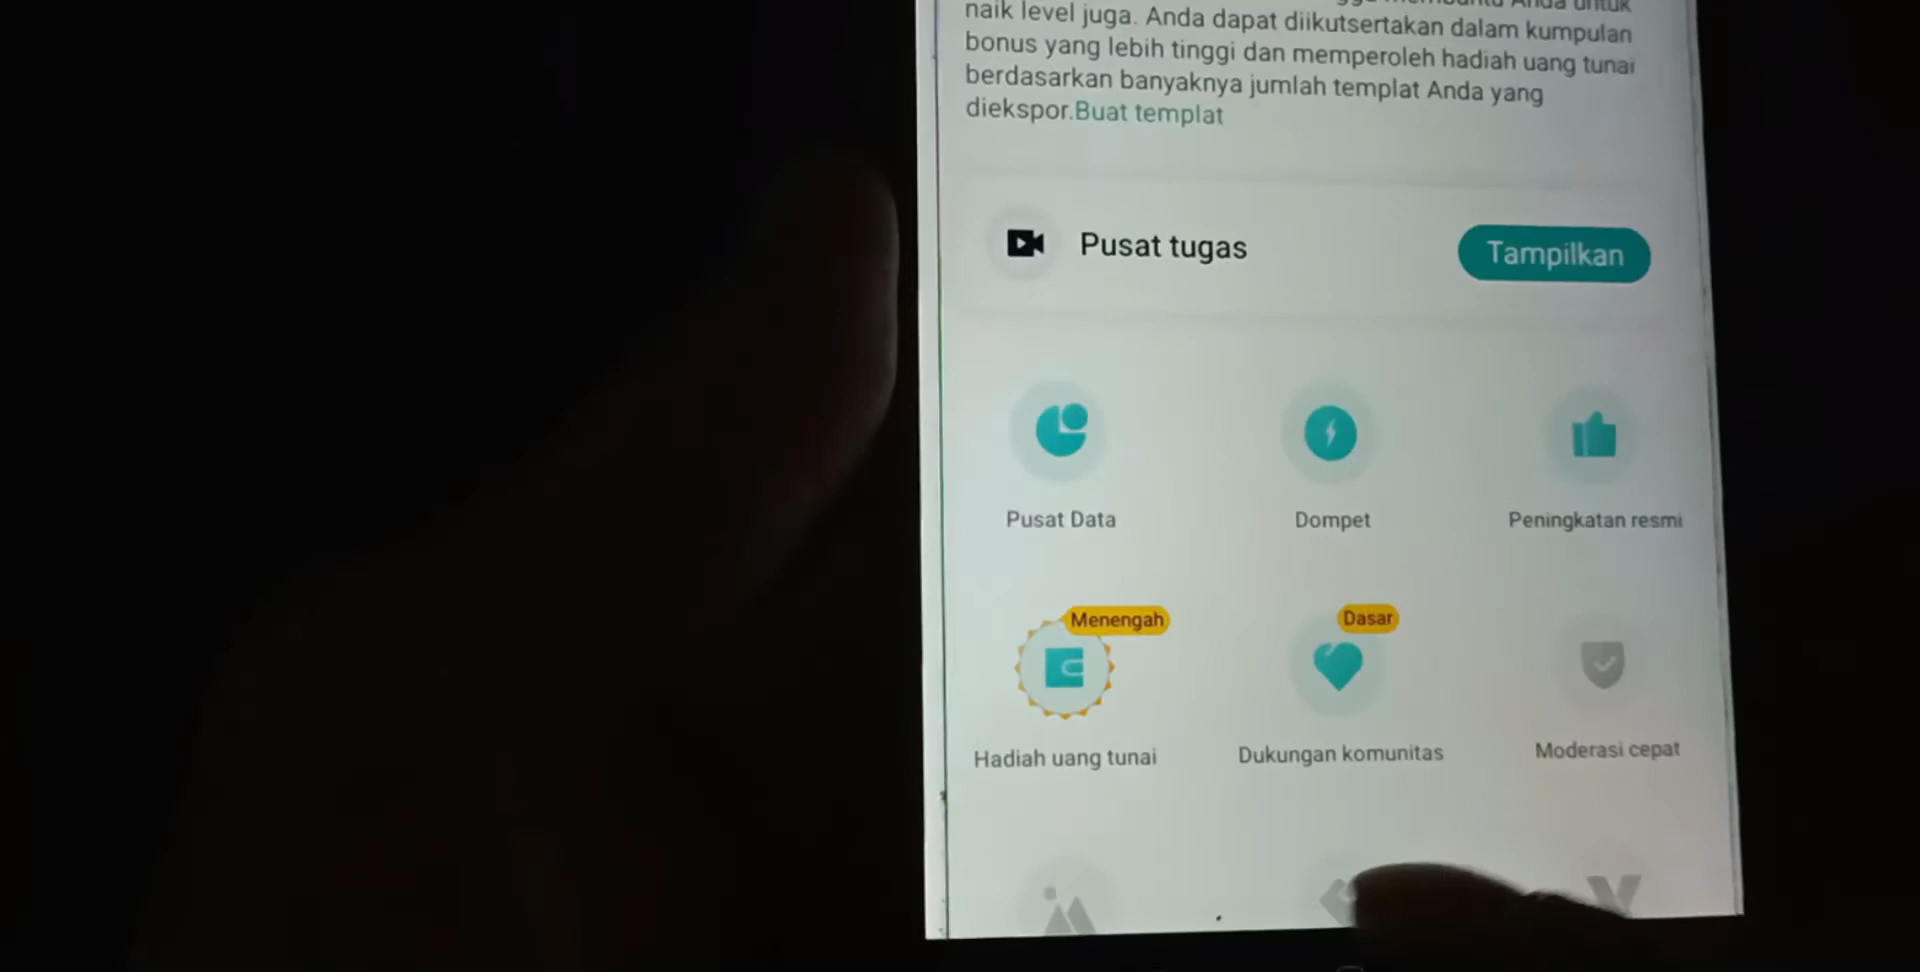 Anda untuk
naik level juga. Anda dapat diikutsertakan dalam kumpulan
bonus yang lebih tinggi dan memperoleh hadiah uang tunai
berdasarkan banyaknya jumlah templat Anda yang
diekspor.Buat templat
Pusat tugas
Tampilkan
Pusat Data
Dompet
Peningkatan resmi
Menengah
Dasar
Hadiah uang tunai
Dukungan komunitas
Moderasi cepat